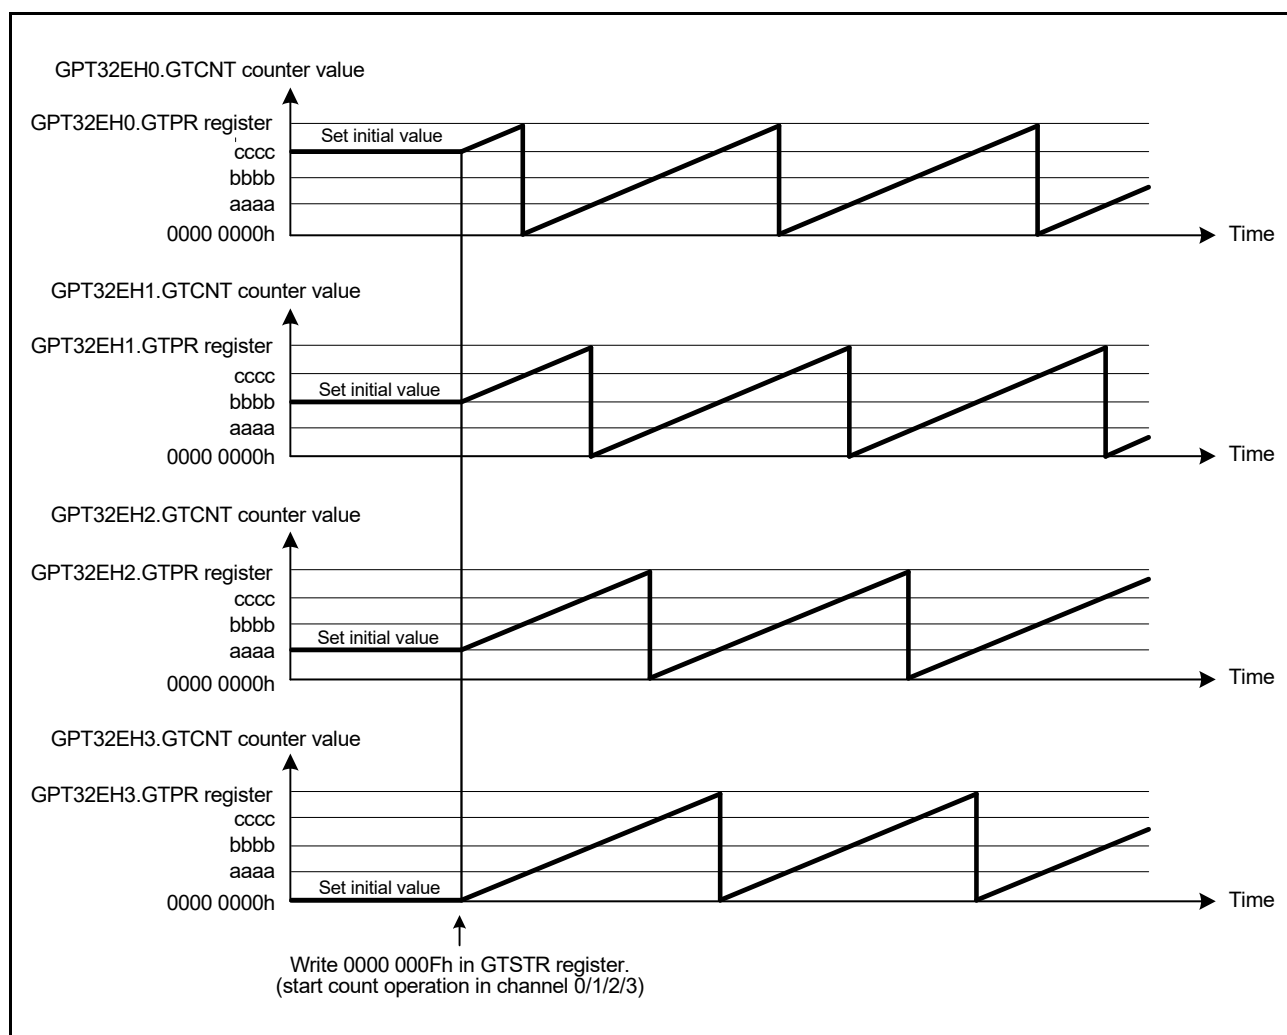 GPT32EH0.GTCNT counter value
GPT32EH0.GTPR register
Set initial value
cccc
bbbb
aaaa
0000 0000h
Time
GPT32EH1.GTCNT counter value
GPT32EH1.GTPR register
cccc
Set initial value
bbbb
aaaa
0000 0000h
Time
GPT32EH2.GTCNT counter value
GPT32EH2.GTPR register
cccc
bbbb
Set initial value
aaaa
0000 0000h
Time
GPT32EH3.GTCNT counter value
GPT32EH3.GTPR register
cccc
bbbb
aaaa
Set initial value
0000 0000h
Time
Write 0000 000Fh in GTSTR register.
(start count operation in channel 0/1/2/3)